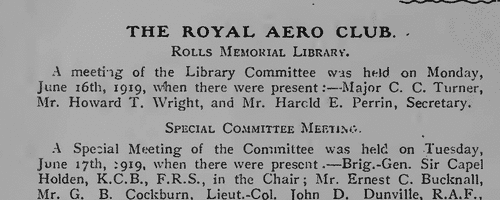 THE ROYAL AERO CLUB.
ROLLS MEMORIAL LIBRARY.
A meeting of the Library Committee was held on Monday,
June 16th, 1919, when there were present:—Major C. C. Turner,
Mr. Howard T. Wright, and Mr. Harold E. Perrin, Secretary.
SPECIAL COMMITTEE MEETING.
A Special Meeting of the Committee was held on Tuesday,
June 17th, 1919, when there were present.—Brig.-Gen. Sir Capel
Holden, K.C.B., F.R.S., in the Chair; Mr. Ernest C. Bucknall,
Mr. G. B. Cockburn, Lieut.-Col. John D. Dunville, R.A.F.,